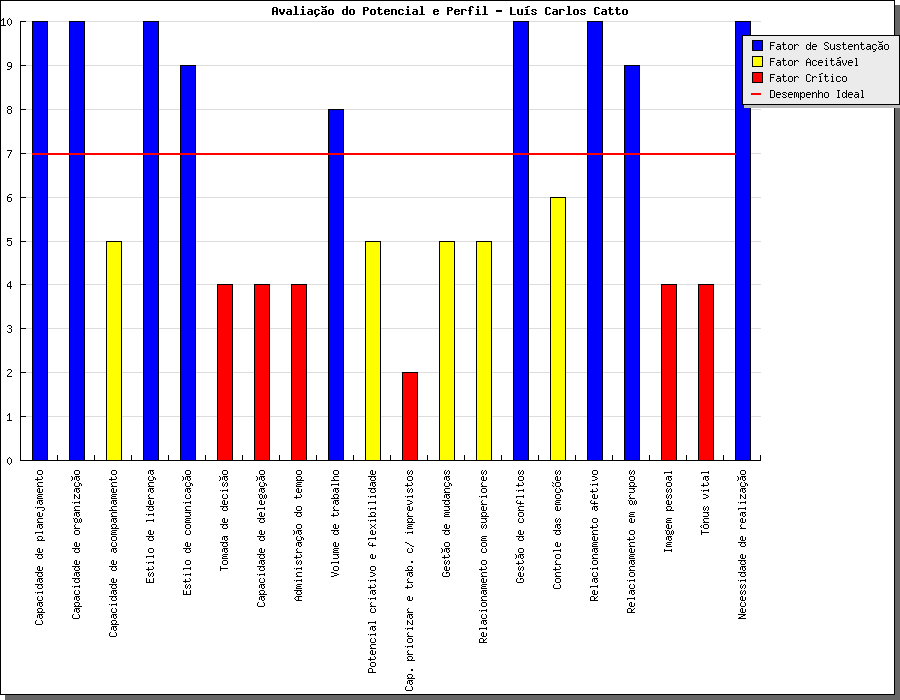 Avaliação do Potencial e Perfil - Luís Carlos Catto
10
9
8
7
6
5
4
3
2
1
0
Fator de Sustentação
Fator Aceitável
Fator Crítico
Desempenho Ideal
Capacidade de planejamento
Capacidade de organização
Capacidade de acompanhamento
Estilo de liderança
Estilo de comunicação
Tomada de decisão
Capacidade de delegação
Administração do tempo
Volume de trabalho
Potencial criativo e flexibilidade
Cap. priorizar e trab. c/ imprevistos
Gestão de mudanças
Relacionamento com superiores
Gestão de conflitos
Controle das emoções
Relacionamento afetivo
Relacionamento em grupos
Imagem pessoal
Tônus vital
Necessidade de realização